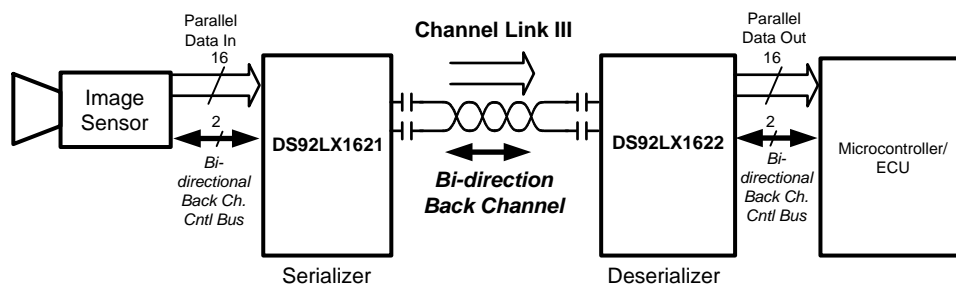 Parallel
Data In
16
Image
Sensor
2
Bi-
directional
Back Ch.
Cntl Bus
DS92LX1621
Serializer
Channel Link III
Bi-direction
Back Channel
DS92LX1622
Deserializer
Parallel
Data Out
16
2
Bi-
directional
Back Ch.
Cntl Bus
Microcontroller/
ECU